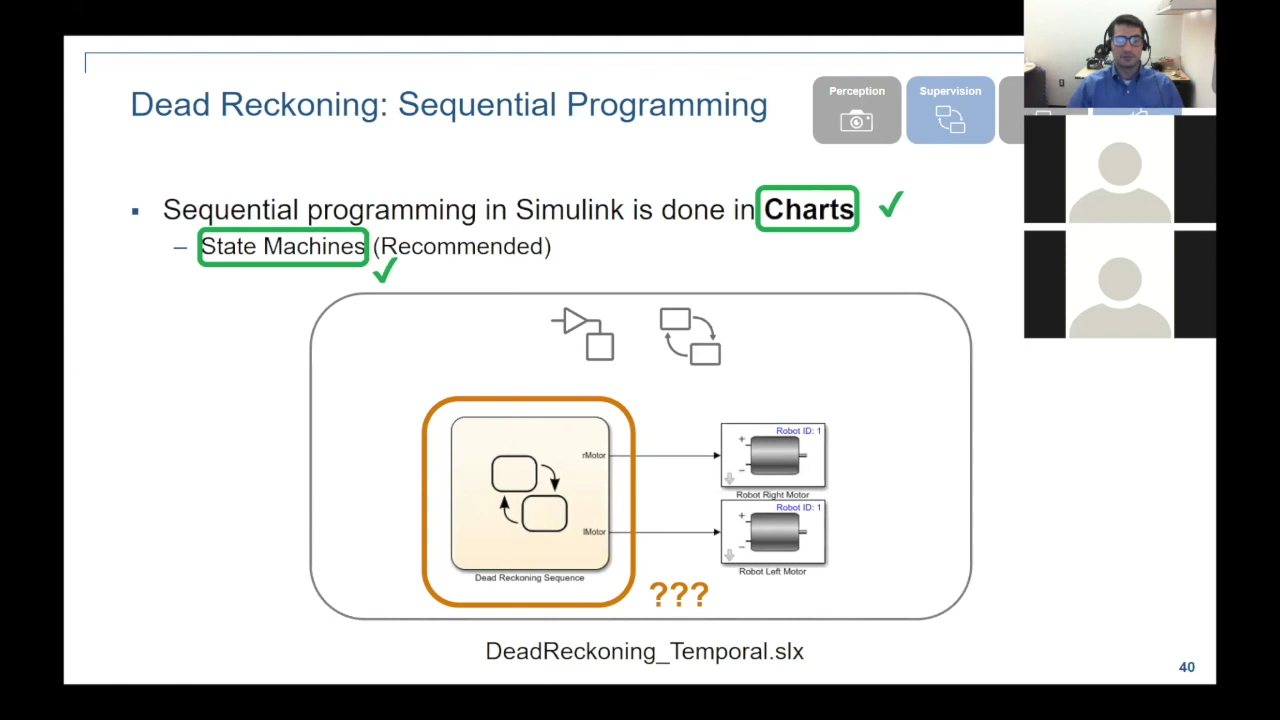 Dead Reckoning: Sequential Programming
Perception
Supervision
▪ Sequential programming in Simulink is done in Charts ✓
– State Machines (Recommended)
✓
Robot ID: 1
rMotor
Robot Right Motor
Robot ID: 1
lMotor
Robot Left Motor
Dead Reckoning Sequence
???
DeadReckoning_Temporal.slx
40